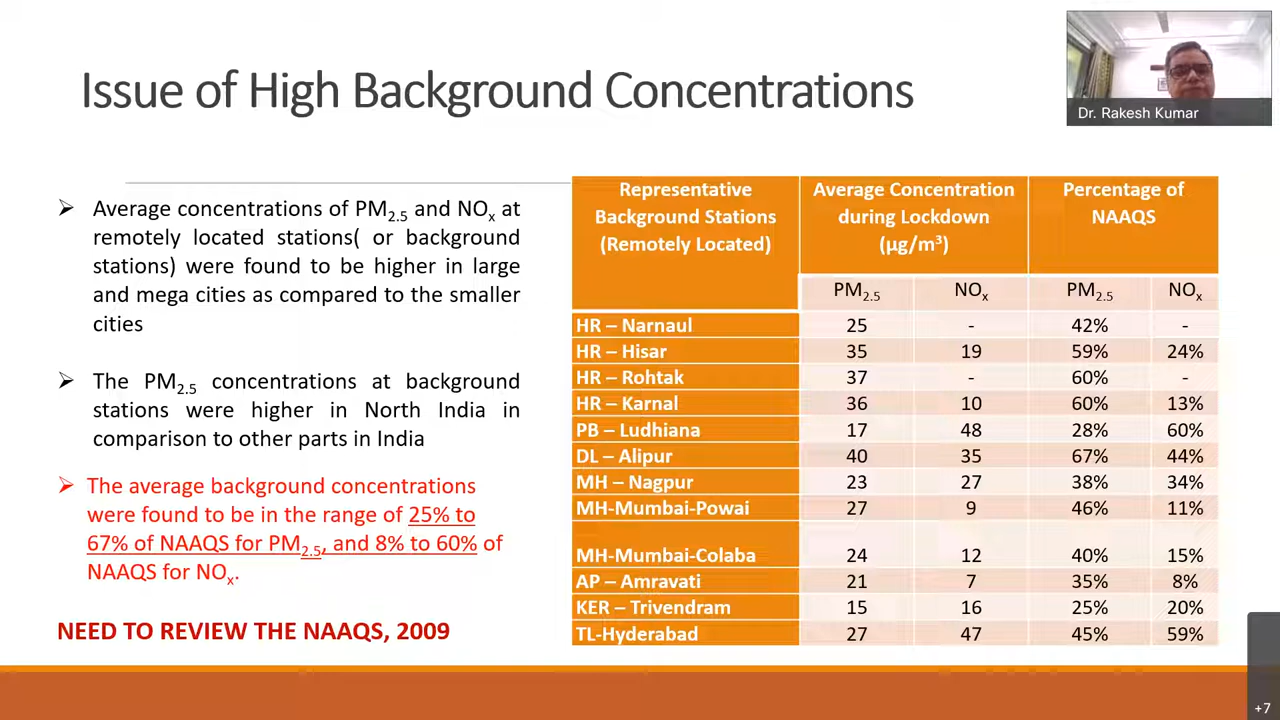 Issue of High Background Concentrations
Dr. Rakesh Kumar
➢ Average concentrations of PM2.5 and NOx at
remotely located stations( or background
stations) were found to be higher in large
and mega cities as compared to the smaller
cities
➢ The PM2.5 concentrations at background
stations were higher in North India in
comparison to other parts in India
➢ The average background concentrations
were found to be in the range of 25% to
67% of NAAQS for PM2.5, and 8% to 60% of
NAAQS for NOx.
NEED TO REVIEW THE NAAQS, 2009
Representative Background Stations (Remotely Located) Average Concentration during Lockdown (µg/m³) Percentage of NAAQS
PM2.5 NOx PM2.5 NOx
HR – Narnaul 25 - 42% -
HR – Hisar 35 19 59% 24%
HR – Rohtak 37 - 60% -
HR – Karnal 36 10 60% 13%
PB – Ludhiana 17 48 28% 60%
DL – Alipur 40 35 67% 44%
MH – Nagpur 23 27 38% 34%
MH-Mumbai-Powai 27 9 46% 11%
MH-Mumbai-Colaba 24 12 40% 15%
AP – Amravati 21 7 35% 8%
KER – Trivendram 15 16 25% 20%
TL-Hyderabad 27 47 45% 59%
+7